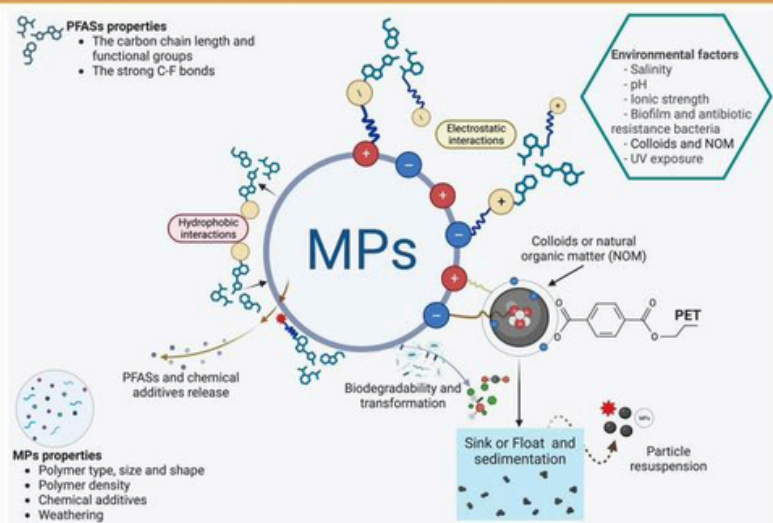 PFASs properties
• The carbon chain length and
functional groups
• The strong C-F bonds
Environmental factors
- Salinity
- pH
- Ionic strength
- Biofilm and antibiotic
resistance bacteria
- Colloids and NOM
- UV exposure
Electrostatic
interactions
Hydrophobic
interactions
MPs
Colloids or natural
organic matter (NOM)
PET
PFASs and chemical
additives release
Biodegradability and
transformation
Sink or Float and
sedimentation
MPs
Particle
resuspension
MPs properties
• Polymer type, size and shape
• Polymer density
• Chemical additives
• Weathering